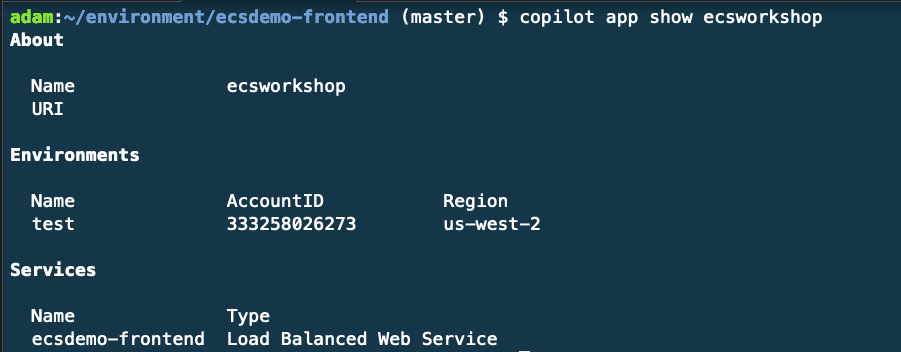 adam:~/environment/ecsdemo-frontend (master) $ copilot app show ecsworkshop
About
Name ecsworkshop
URI
Environments
Name AccountID Region
test 333258026273 us-west-2
Services
Name Type
ecsdemo-frontend Load Balanced Web Service